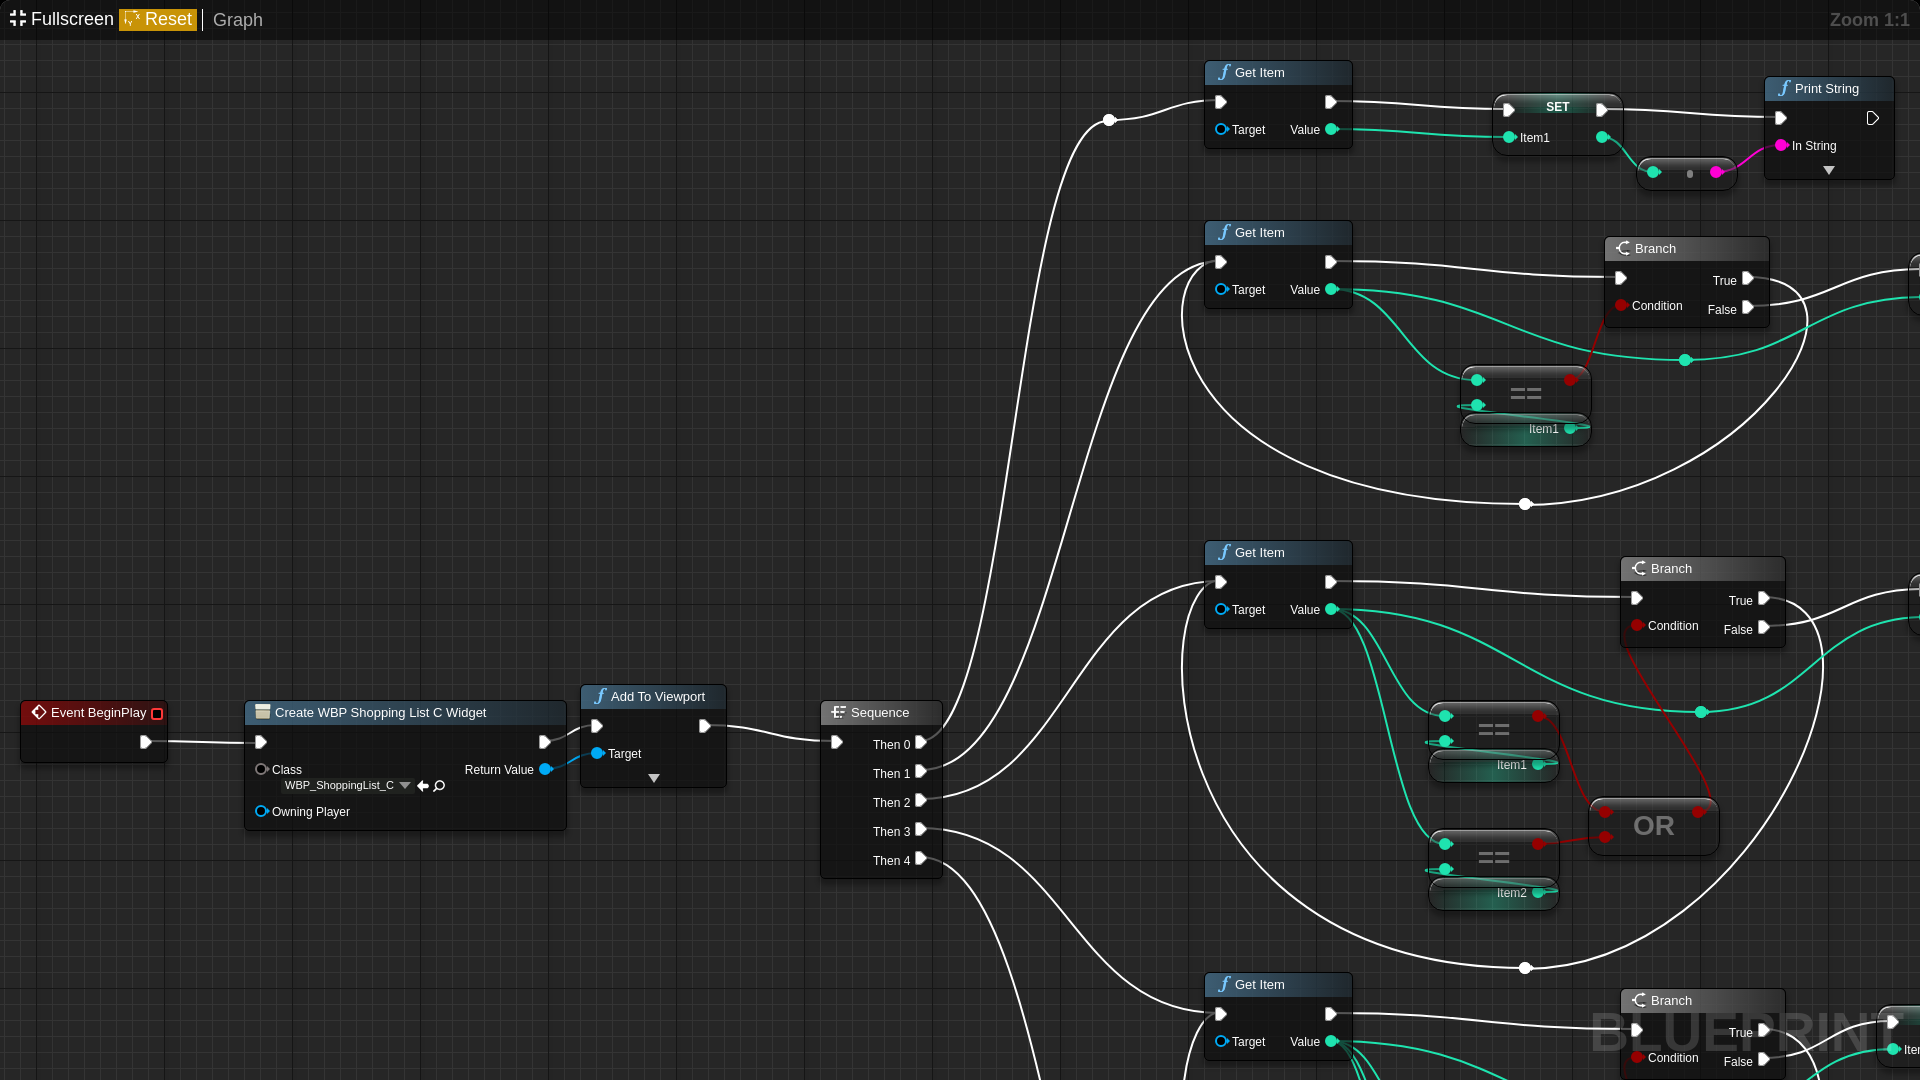 Fullscreen Reset Graph Zoom 1:1
Get Item
Target Value
SET
Item1
Print String
In String
Get Item
Target Value
Branch
True
Condition False
==
Item1
Get Item
Target Value
Branch
True
Condition False
==
Item1
==
Item2
OR
Event BeginPlay
Create WBP Shopping List C Widget
Class
WBP_ShoppingList_C
Return Value
Owning Player
Add To Viewport
Target
Sequence
Then 0
Then 1
Then 2
Then 3
Then 4
Get Item
Target Value
Branch
True
Condition False
BLUEPRINT